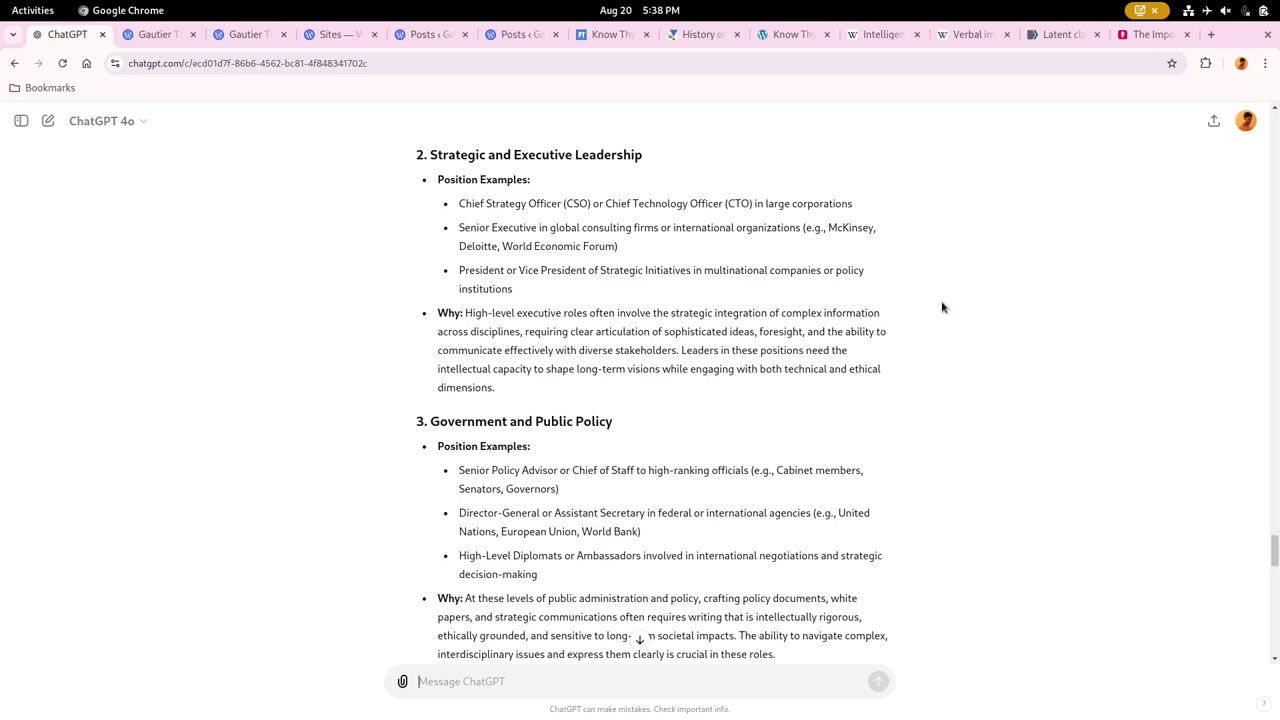 Activities
Google Chrome
Aug 20 5:38 PM
ChatGPT
Gautier T
Gautier T
Sites — W
Posts ‹ G
Posts ‹ G
Know Thy
History of
Know Thy
Intelligen
Verbal in
Latent cl
The Impo
chatgpt.com/c/ecd01d7f-86b6-4562-bc81-4f848341702c
Bookmarks
ChatGPT 4o
2. Strategic and Executive Leadership
Position Examples:
Chief Strategy Officer (CSO) or Chief Technology Officer (CTO) in large corporations
Senior Executive in global consulting firms or international organizations (e.g., McKinsey,
Deloitte, World Economic Forum)
President or Vice President of Strategic Initiatives in multinational companies or policy
institutions
Why: High-level executive roles often involve the strategic integration of complex information
across disciplines, requiring clear articulation of sophisticated ideas, foresight, and the ability to
communicate effectively with diverse stakeholders. Leaders in these positions need the
intellectual capacity to shape long-term visions while engaging with both technical and ethical
dimensions.
3. Government and Public Policy
Position Examples:
Senior Policy Advisor or Chief of Staff to high-ranking officials (e.g., Cabinet members,
Senators, Governors)
Director-General or Assistant Secretary in federal or international agencies (e.g., United
Nations, European Union, World Bank)
High-Level Diplomats or Ambassadors involved in international negotiations and strategic
decision-making
Why: At these levels of public administration and policy, crafting policy documents, white
papers, and strategic communications often requires writing that is intellectually rigorous,
ethically grounded, and sensitive to long- m societal impacts. The ability to navigate complex,
interdisciplinary issues and express them clearly is crucial in these roles.
Message ChatGPT
ChatGPT can make mistakes. Check important info.
?